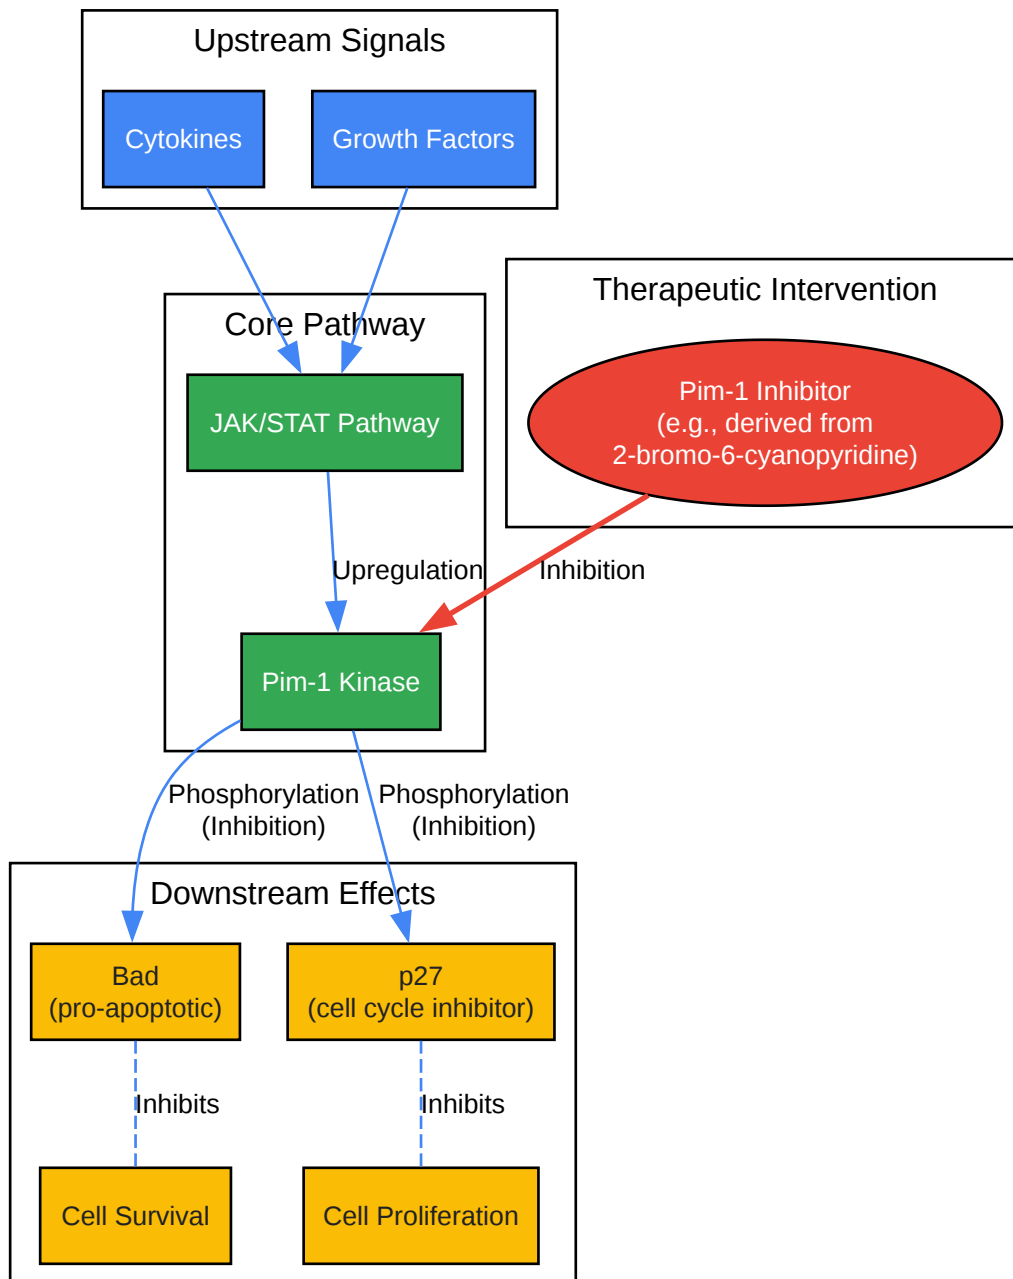 Upstream Signals
Cytokines
Growth Factors
Therapeutic Intervention
Core Pathway
Pim-1 Inhibitor
(e.g., derived from
2-bromo-6-cyanopyridine)
JAK/STAT Pathway
Upregulation
Inhibition
Pim-1 Kinase
Phosphorylation
(Inhibition)
Phosphorylation
(Inhibition)
Downstream Effects
Bad
(pro-apoptotic)
p27
(cell cycle inhibitor)
Inhibits
Inhibits
Cell Survival
Cell Proliferation